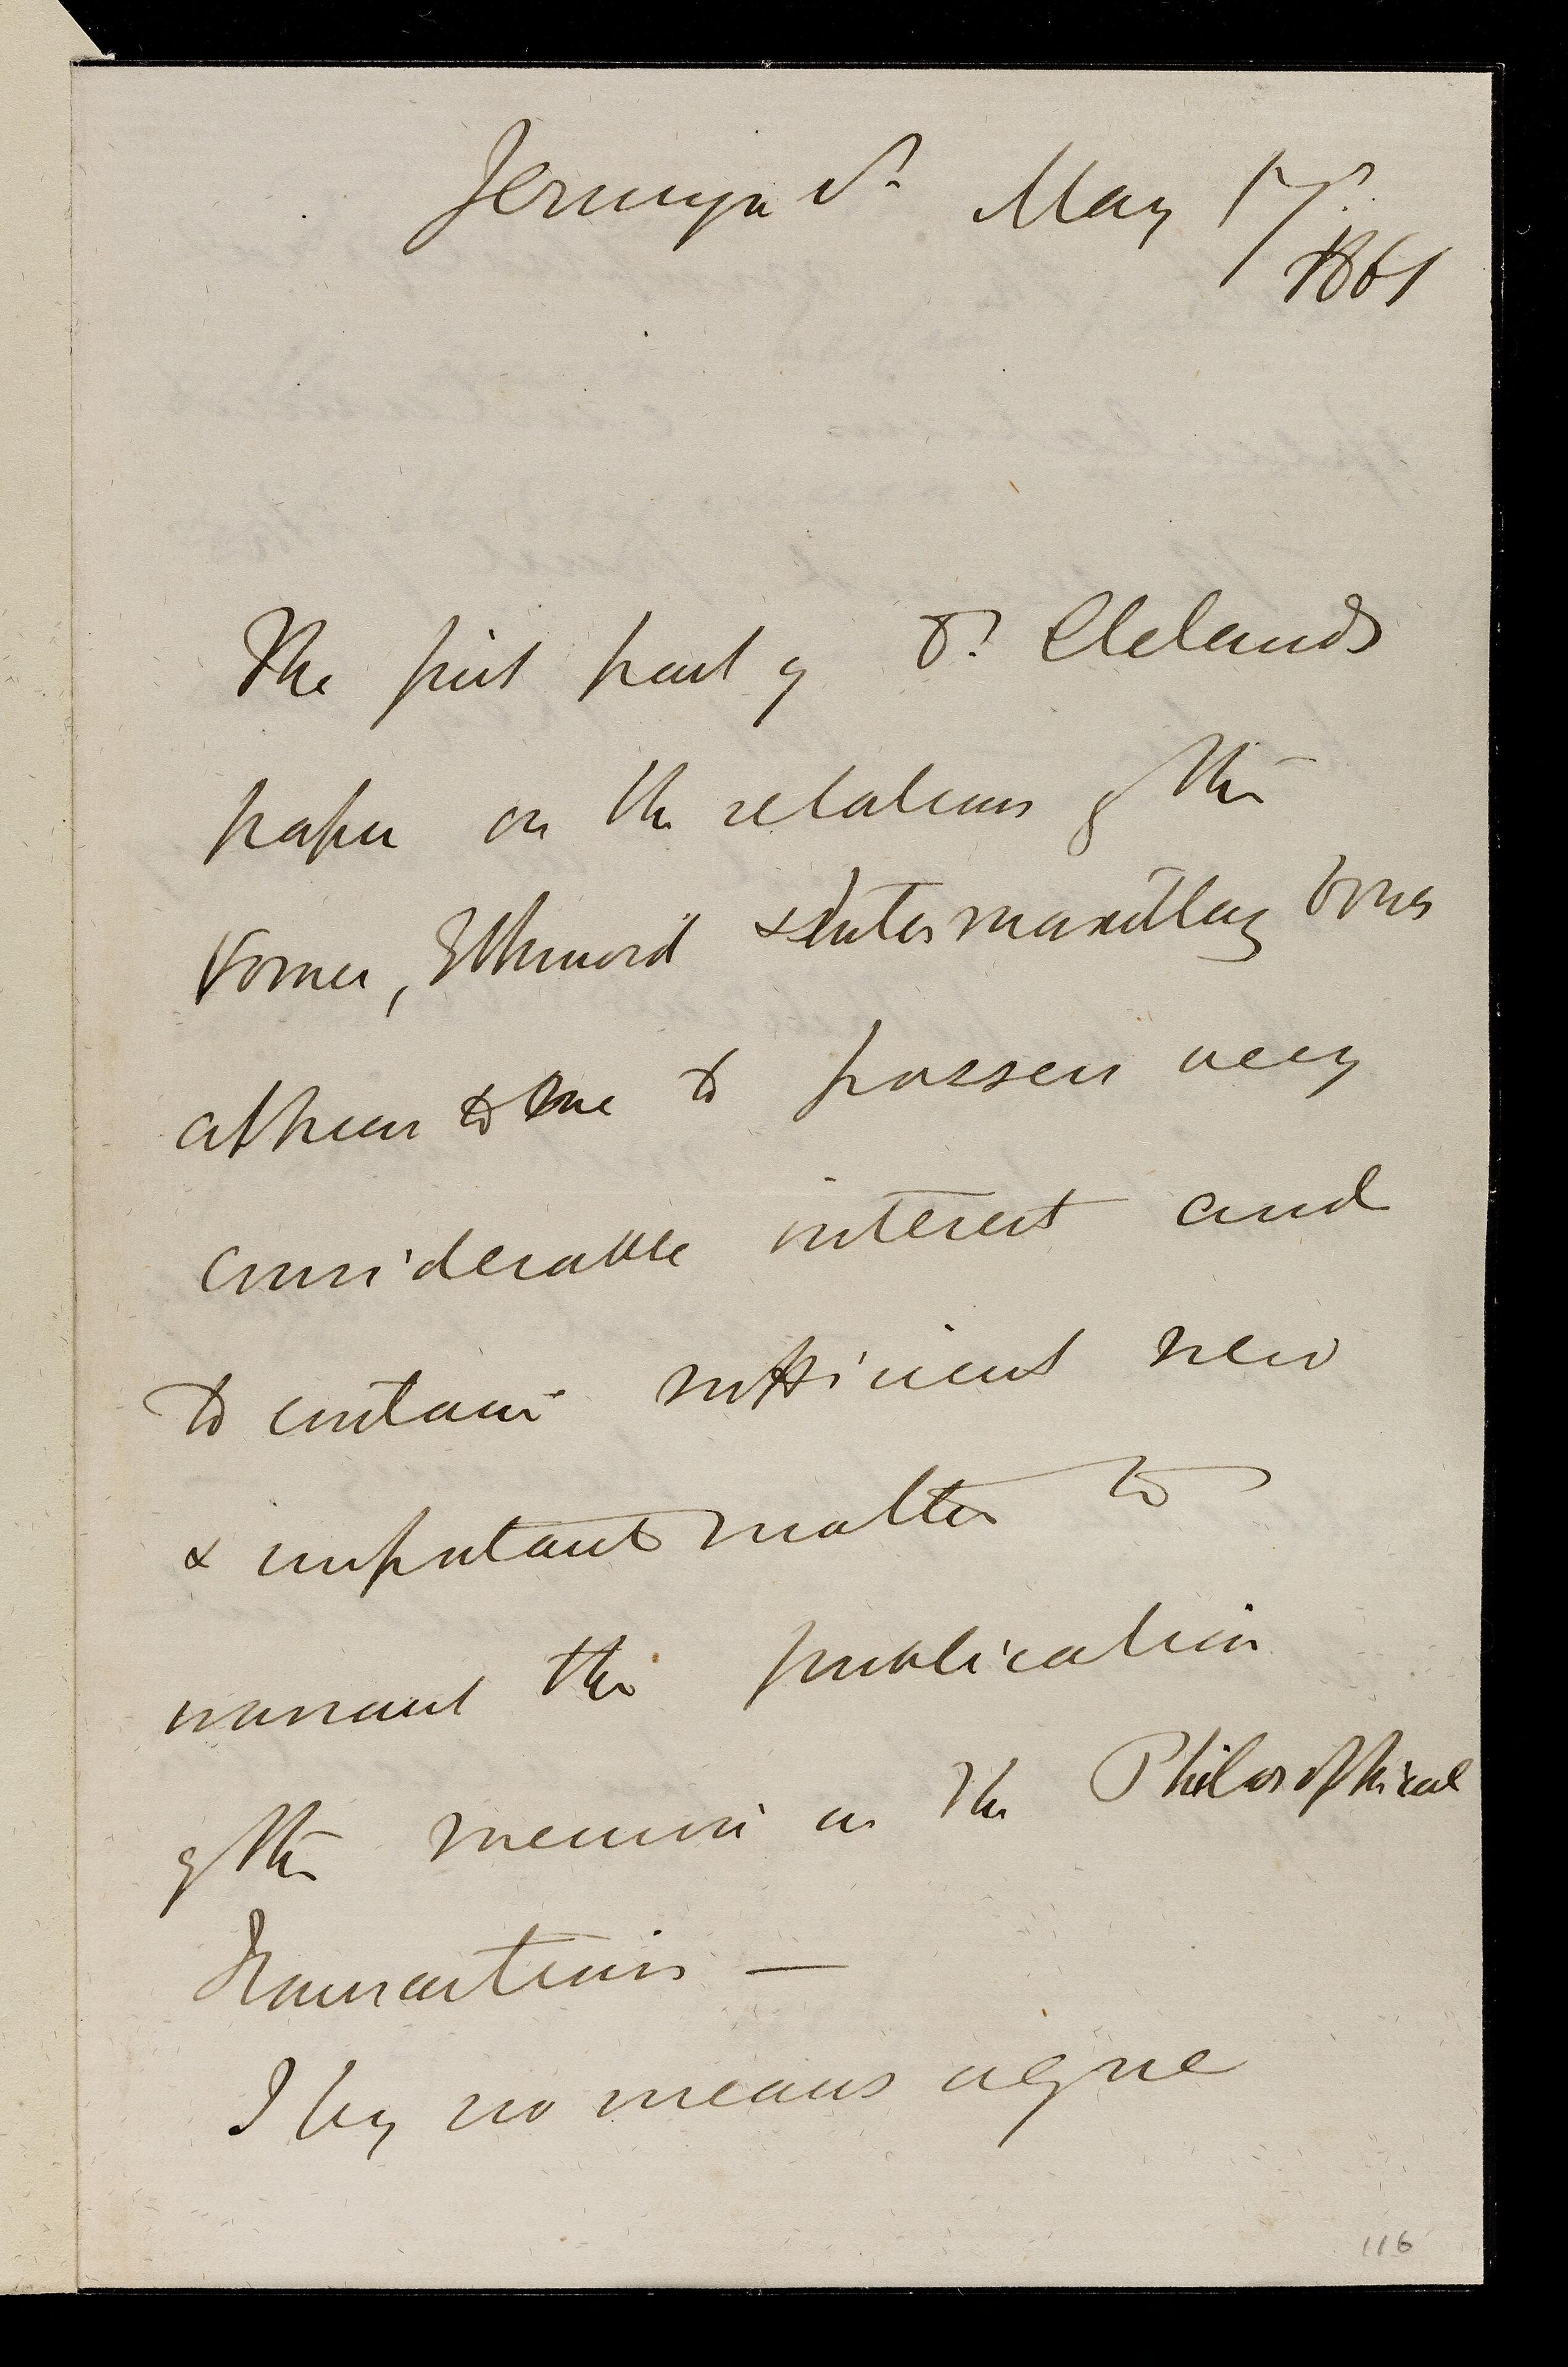 Jermyn St. May 17th.
1861
The first part of Dr. Clelands
paper on the relations of the
Vomer, Ethmoid & Intermaxillary bones
appears to me to possess very
considerable interest and
to contain sufficient new
& important matter to
warrant the publication
of the memoir in the Philosophical
Transactions —
I by no means agree
116